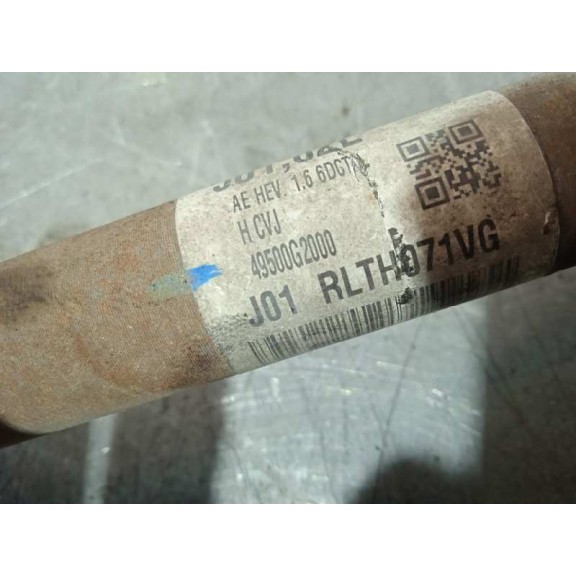 AE HEV, 1.6 6DCT
H CVJ
49500G2000
J01 RLTH071VG